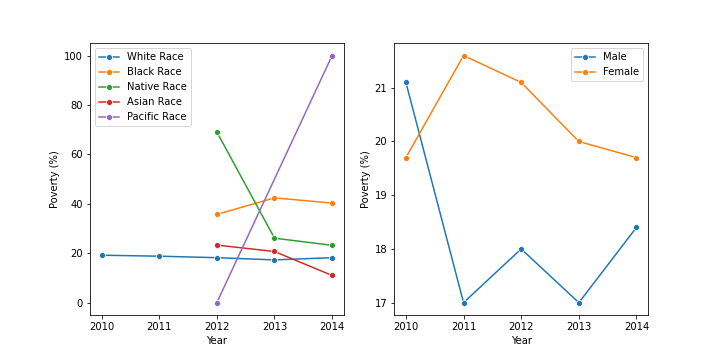 White Race
Black Race
Native Race
Asian Race
Pacific Race
100
80
60
40
20
0
Poverty (%)
2010 2011 2012 2013 2014
Year
Male
Female
21
20
19
18
17
Poverty (%)
2010 2011 2012 2013 2014
Year